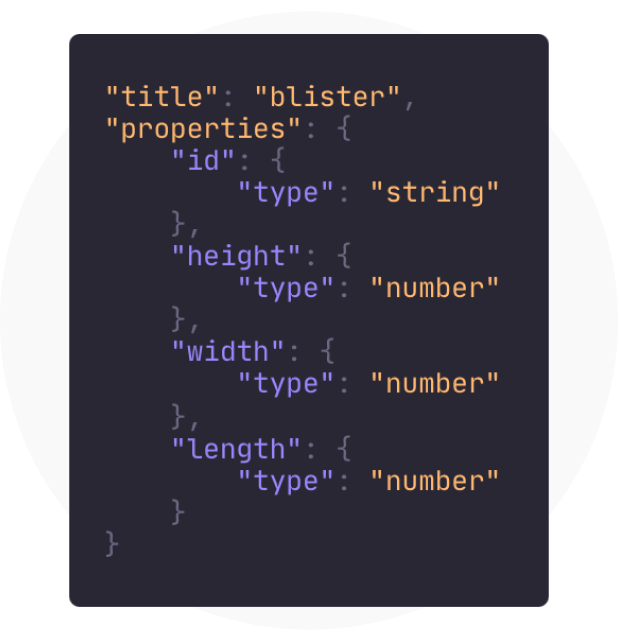 "title": "blister",
"properties": {
    "id": {
        "type": "string"
    },
    "height": {
        "type": "number"
    },
    "width": {
        "type": "number"
    },
    "length": {
        "type": "number"
    }
}